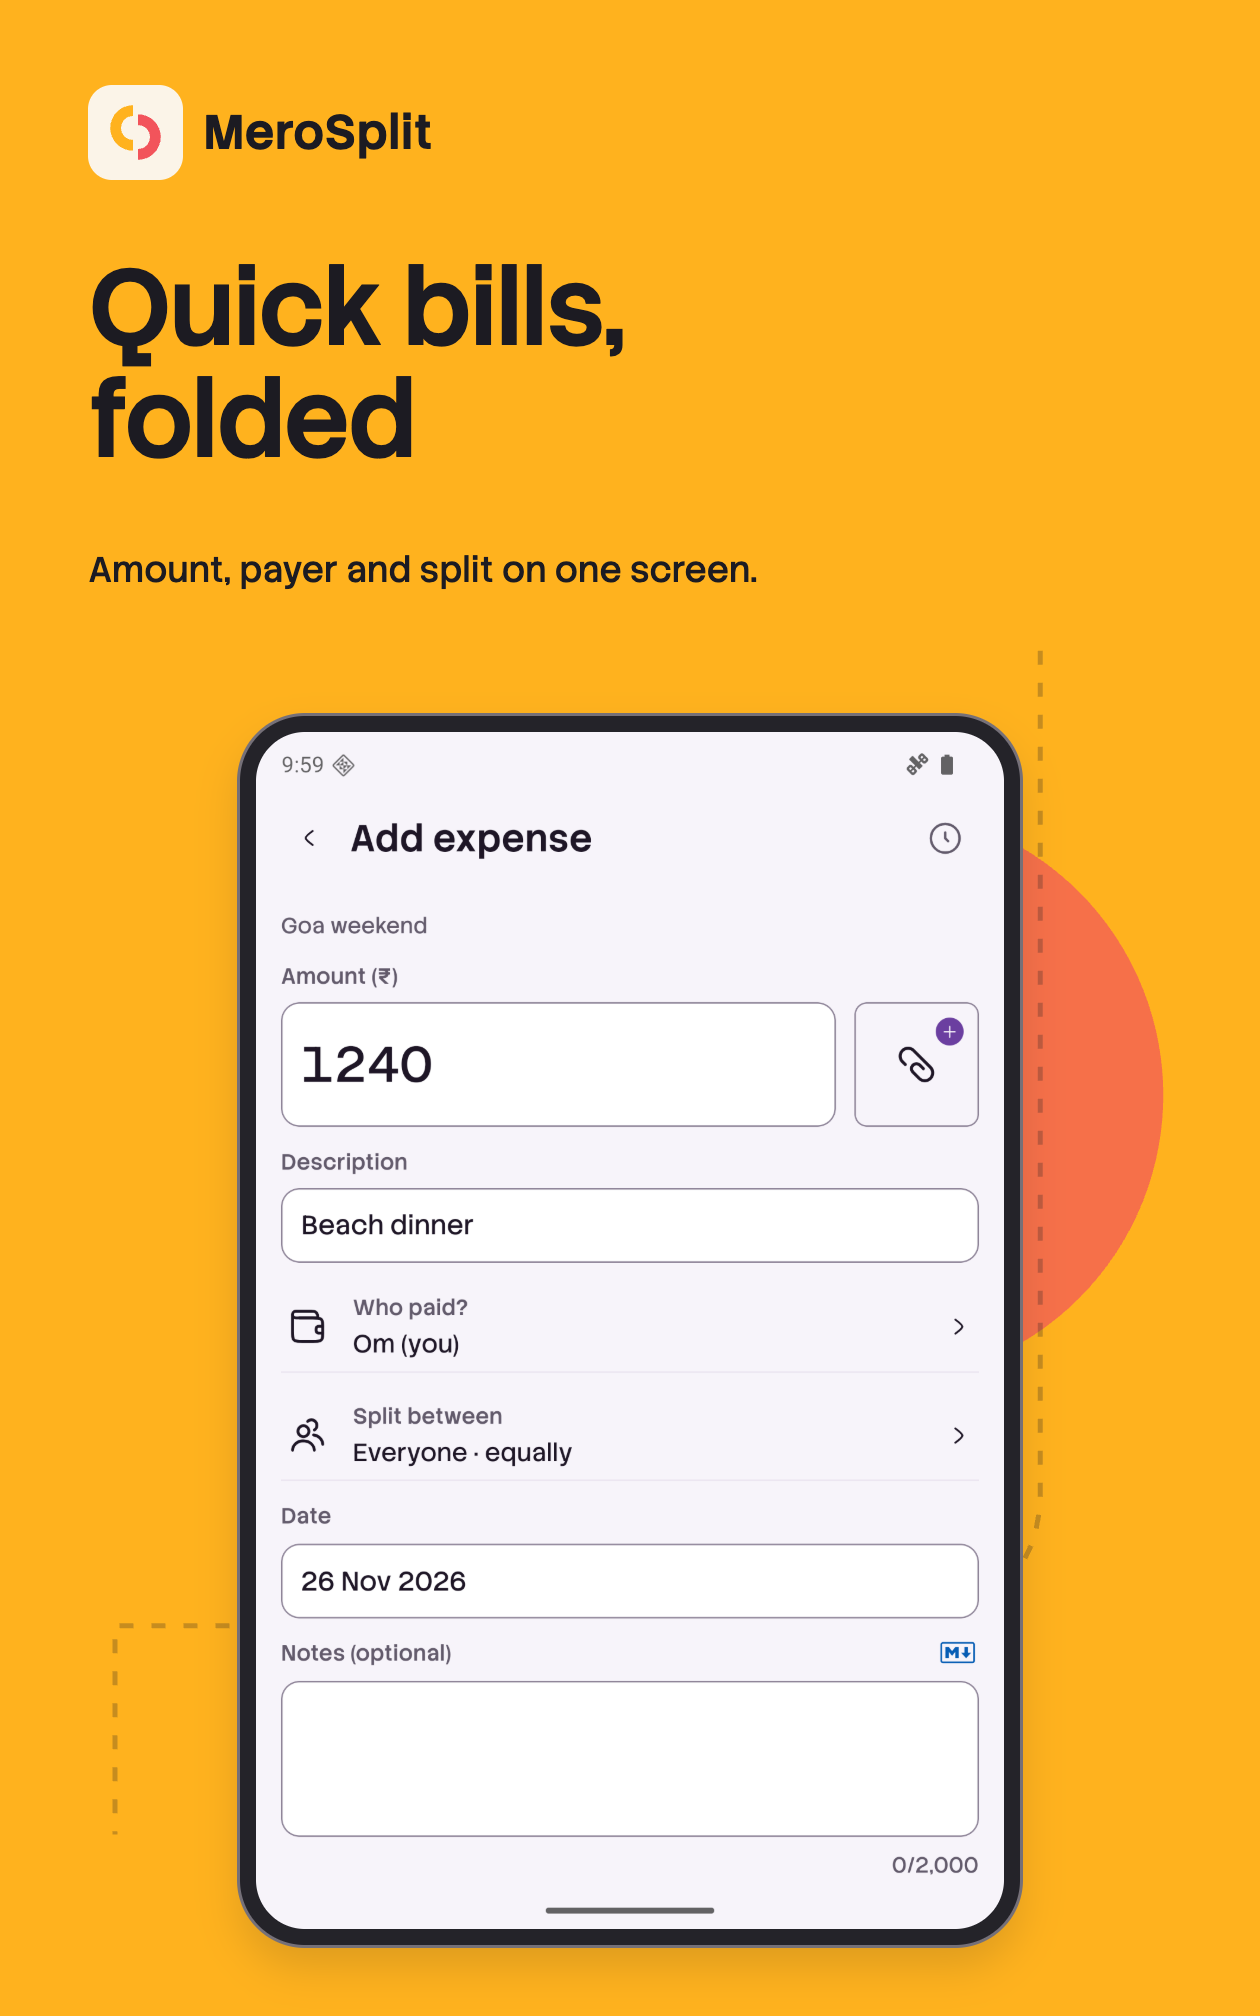 MeroSplit
Quick bills,
folded
Amount, payer and split on one screen.
9:59
Add expense
Goa weekend
Amount (₹)
1240
Description
Beach dinner
Who paid?
Om (you)
Split between
Everyone · equally
Date
26 Nov 2026
Notes (optional)
M
0/2,000